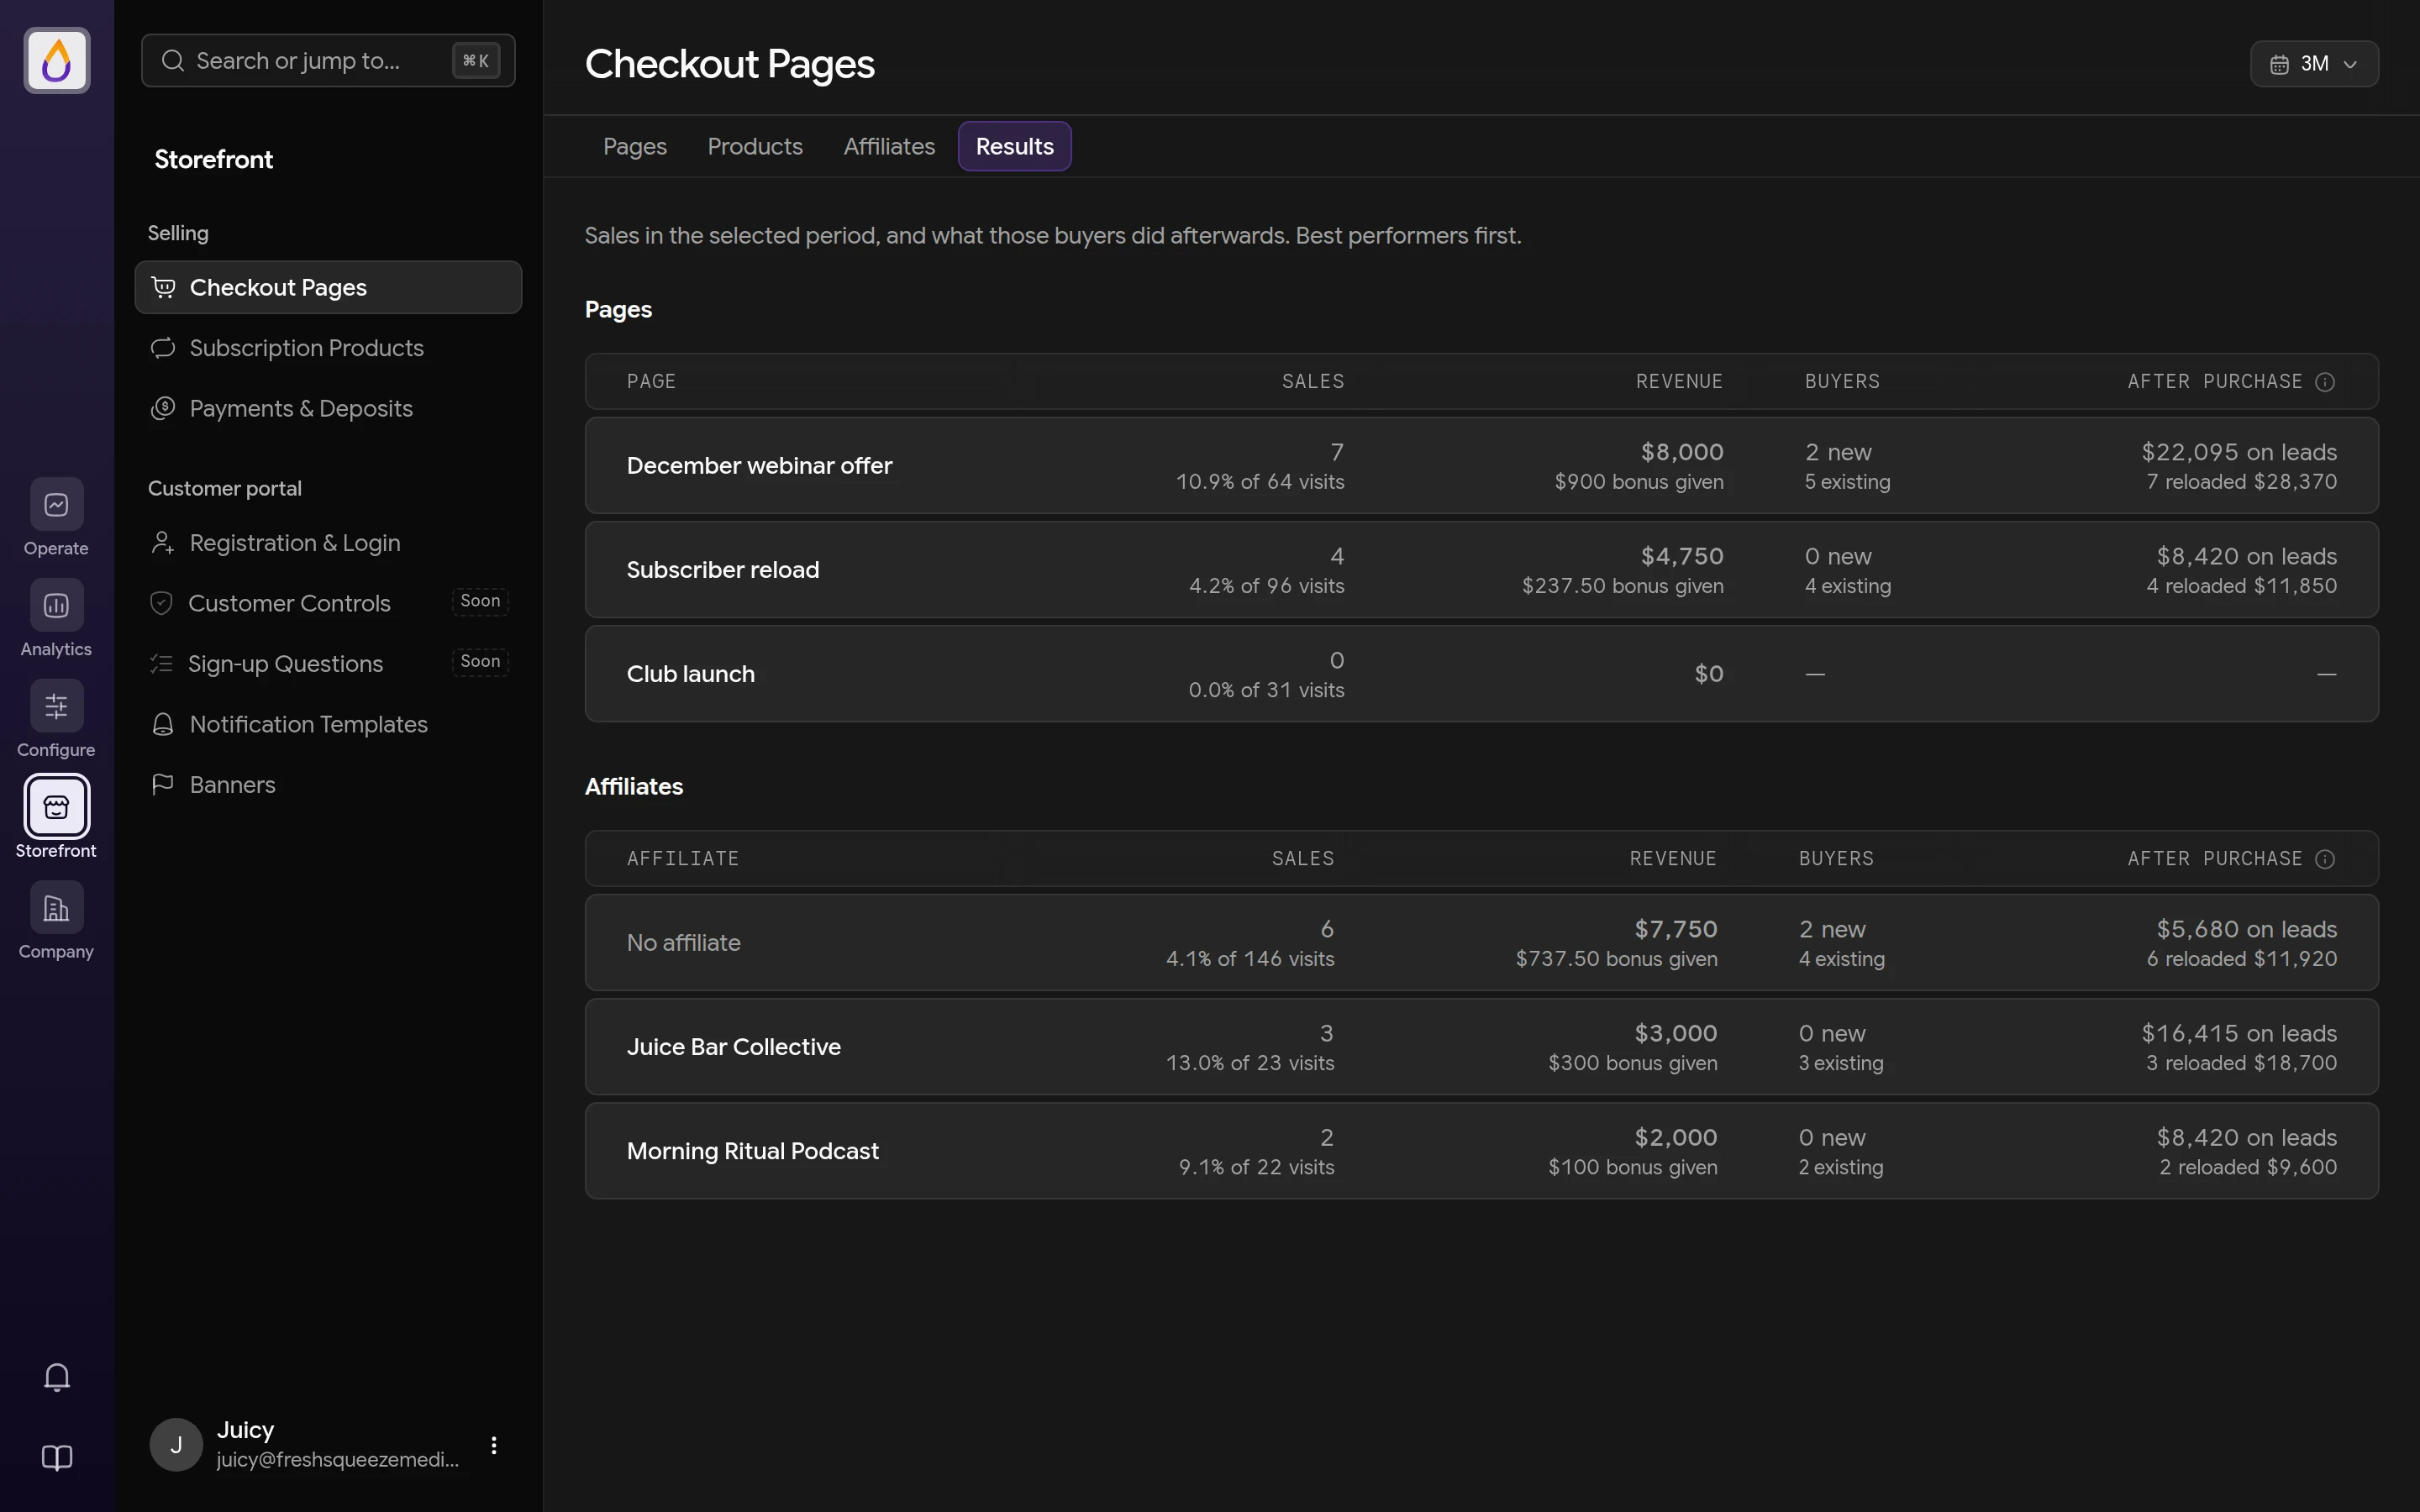 Search or jump to...
⌘K
Storefront
Selling
Checkout Pages
Subscription Products
Payments & Deposits
Customer portal
Registration & Login
Customer Controls
Soon
Sign-up Questions
Soon
Notification Templates
Banners
Operate
Analytics
Configure
Storefront
Company
J
Juicy
juicy@freshsqueezemedi...
Checkout Pages
3M
Pages
Products
Affiliates
Results
Sales in the selected period, and what those buyers did afterwards. Best performers first.
Pages
PAGE SALES REVENUE BUYERS AFTER PURCHASE
December webinar offer
7 $8,000 2 new $22,095 on leads
10.9% of 64 visits $900 bonus given 5 existing 7 reloaded $28,370
Subscriber reload
4 $4,750 0 new $8,420 on leads
4.2% of 96 visits $237.50 bonus given 4 existing 4 reloaded $11,850
Club launch
0 $0 — —
0.0% of 31 visits
Affiliates
AFFILIATE SALES REVENUE BUYERS AFTER PURCHASE
No affiliate
6 $7,750 2 new $5,680 on leads
4.1% of 146 visits $737.50 bonus given 4 existing 6 reloaded $11,920
Juice Bar Collective
3 $3,000 0 new $16,415 on leads
13.0% of 23 visits $300 bonus given 3 existing 3 reloaded $18,700
Morning Ritual Podcast
2 $2,000 0 new $8,420 on leads
9.1% of 22 visits $100 bonus given 2 existing 2 reloaded $9,600